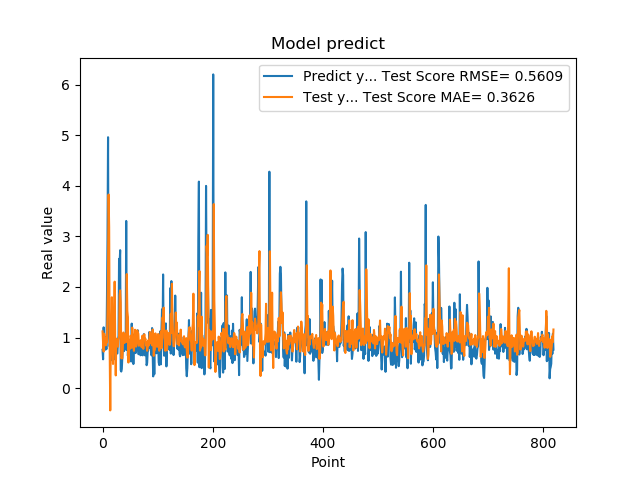 Model predict
Predict y... Test Score RMSE= 0.5609
Test y... Test Score MAE= 0.3626
6
5
4
3
2
1
0
Real value
0 200 400 600 800
Point